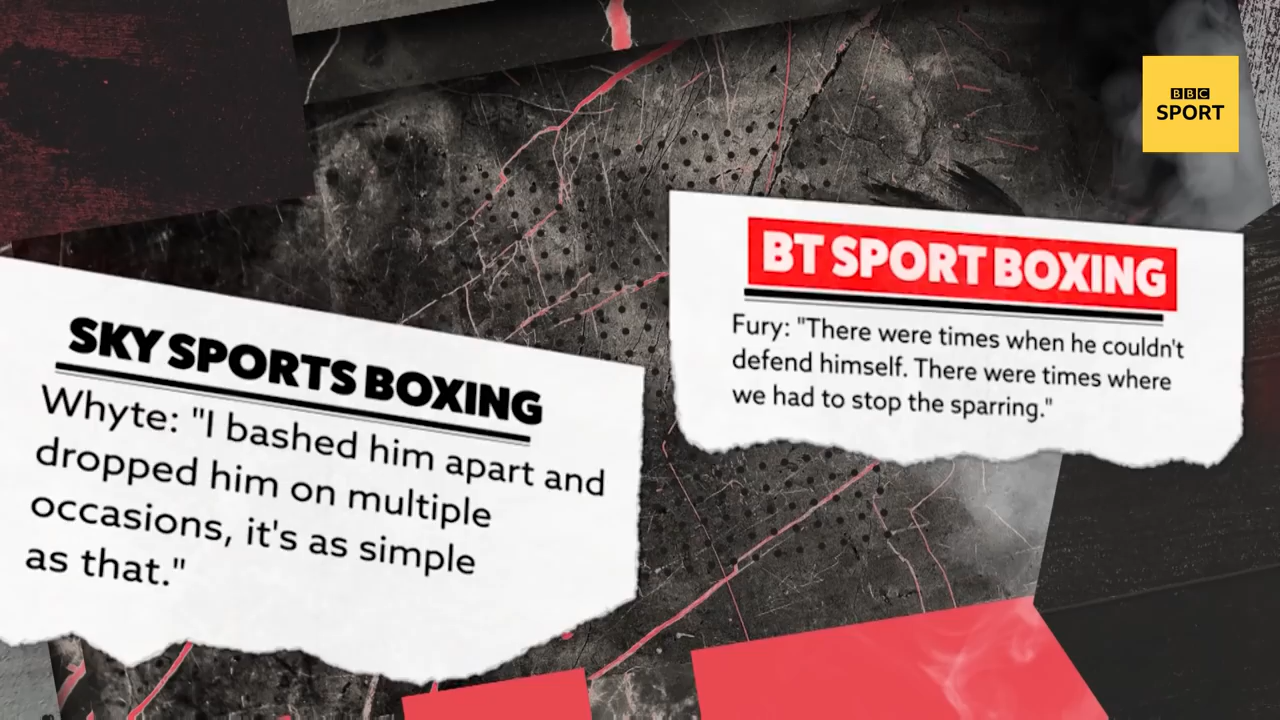 BBC
SPORT
BT SPORT BOXING
Fury: "There were times when he couldn't
defend himself. There were times where
we had to stop the sparring."
SKY SPORTS BOXING
Whyte: "I bashed him apart and
dropped him on multiple
occasions, it's as simple
as that."